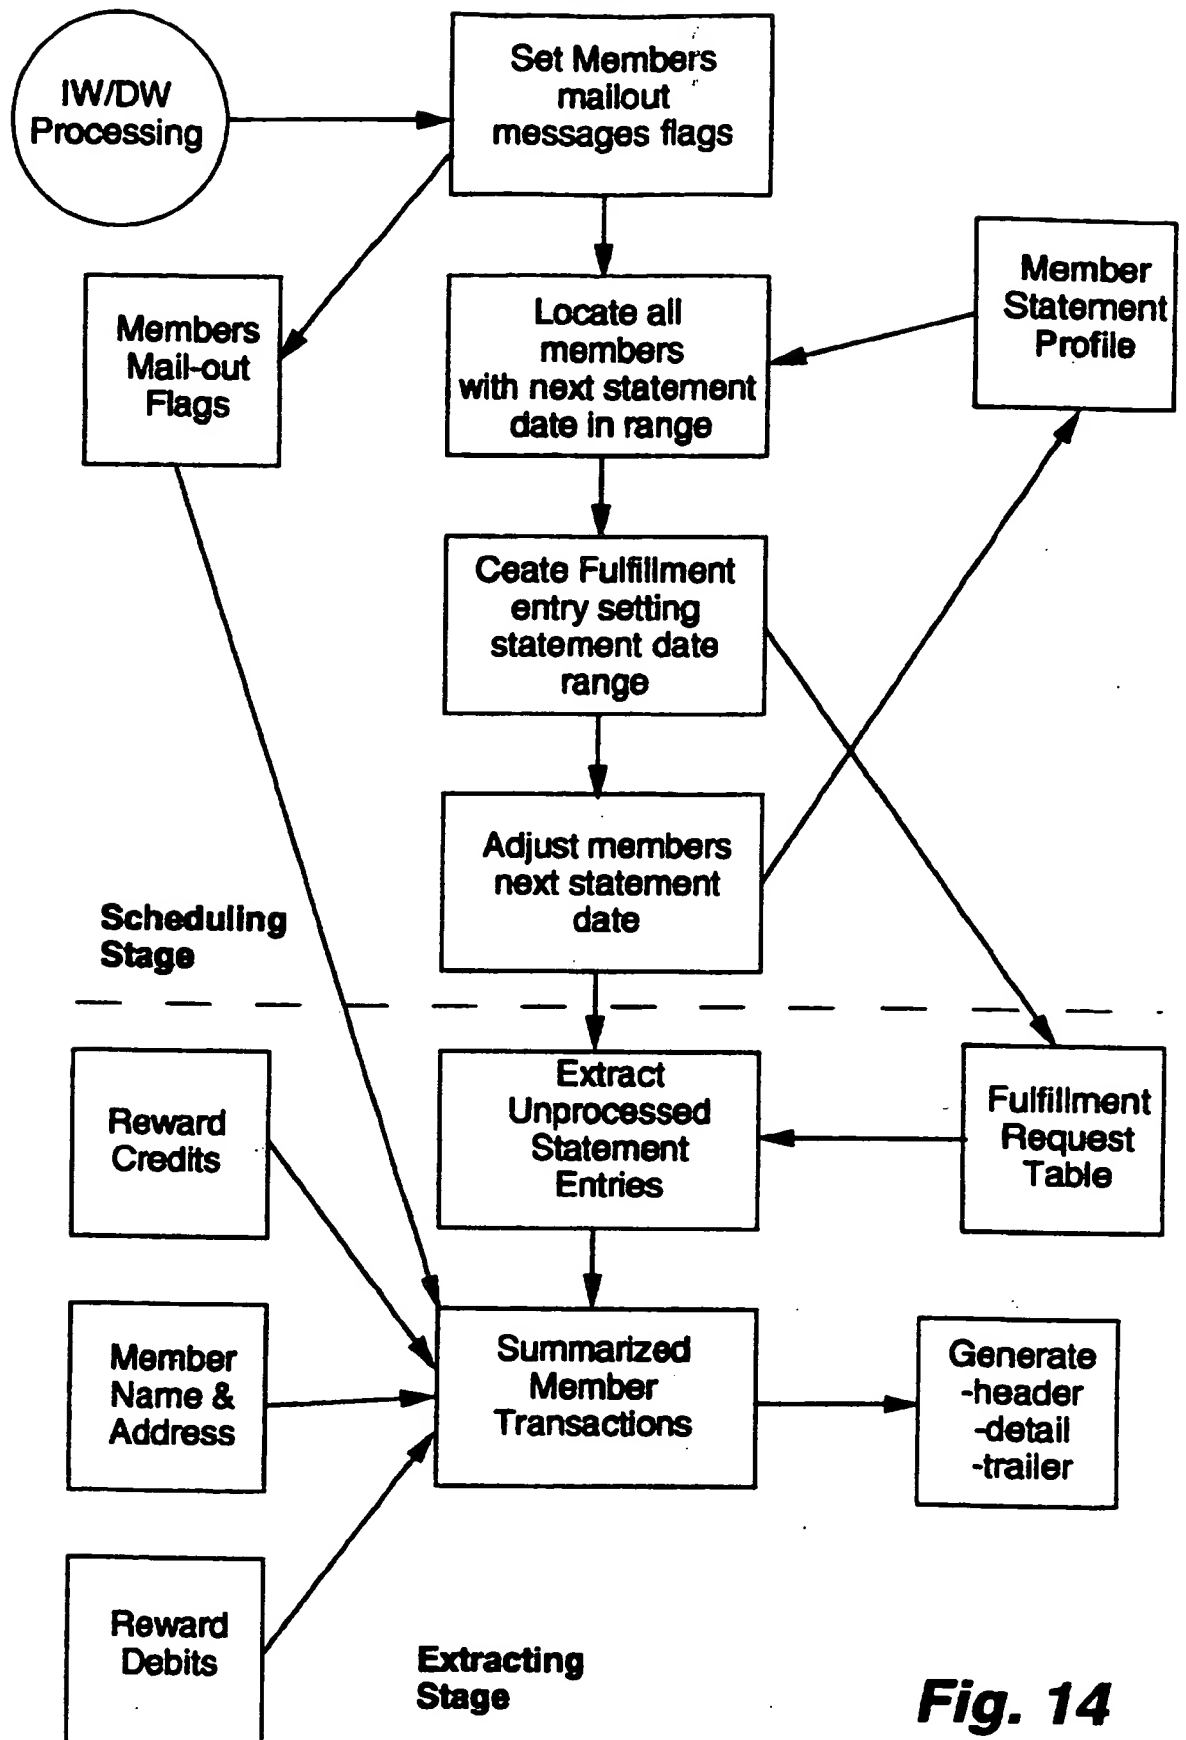 IW/DW
Processing
Set Members
mailout
messages flags
Members
Mail-out
Flags
Locate all
members
with next statement
date in range
Member
Statement
Profile
Ceate Fulfillment
entry setting
statement date
range
Adjust members
next statement
date
Scheduling
Stage
Reward
Credits
Extract
Unprocessed
Statement
Entries
Fulfillment
Request
Table
Member
Name &
Address
Summarized
Member
Transactions
Generate
-header
-detail
-trailer
Reward
Debits
Extracting
Stage
Fig. 14